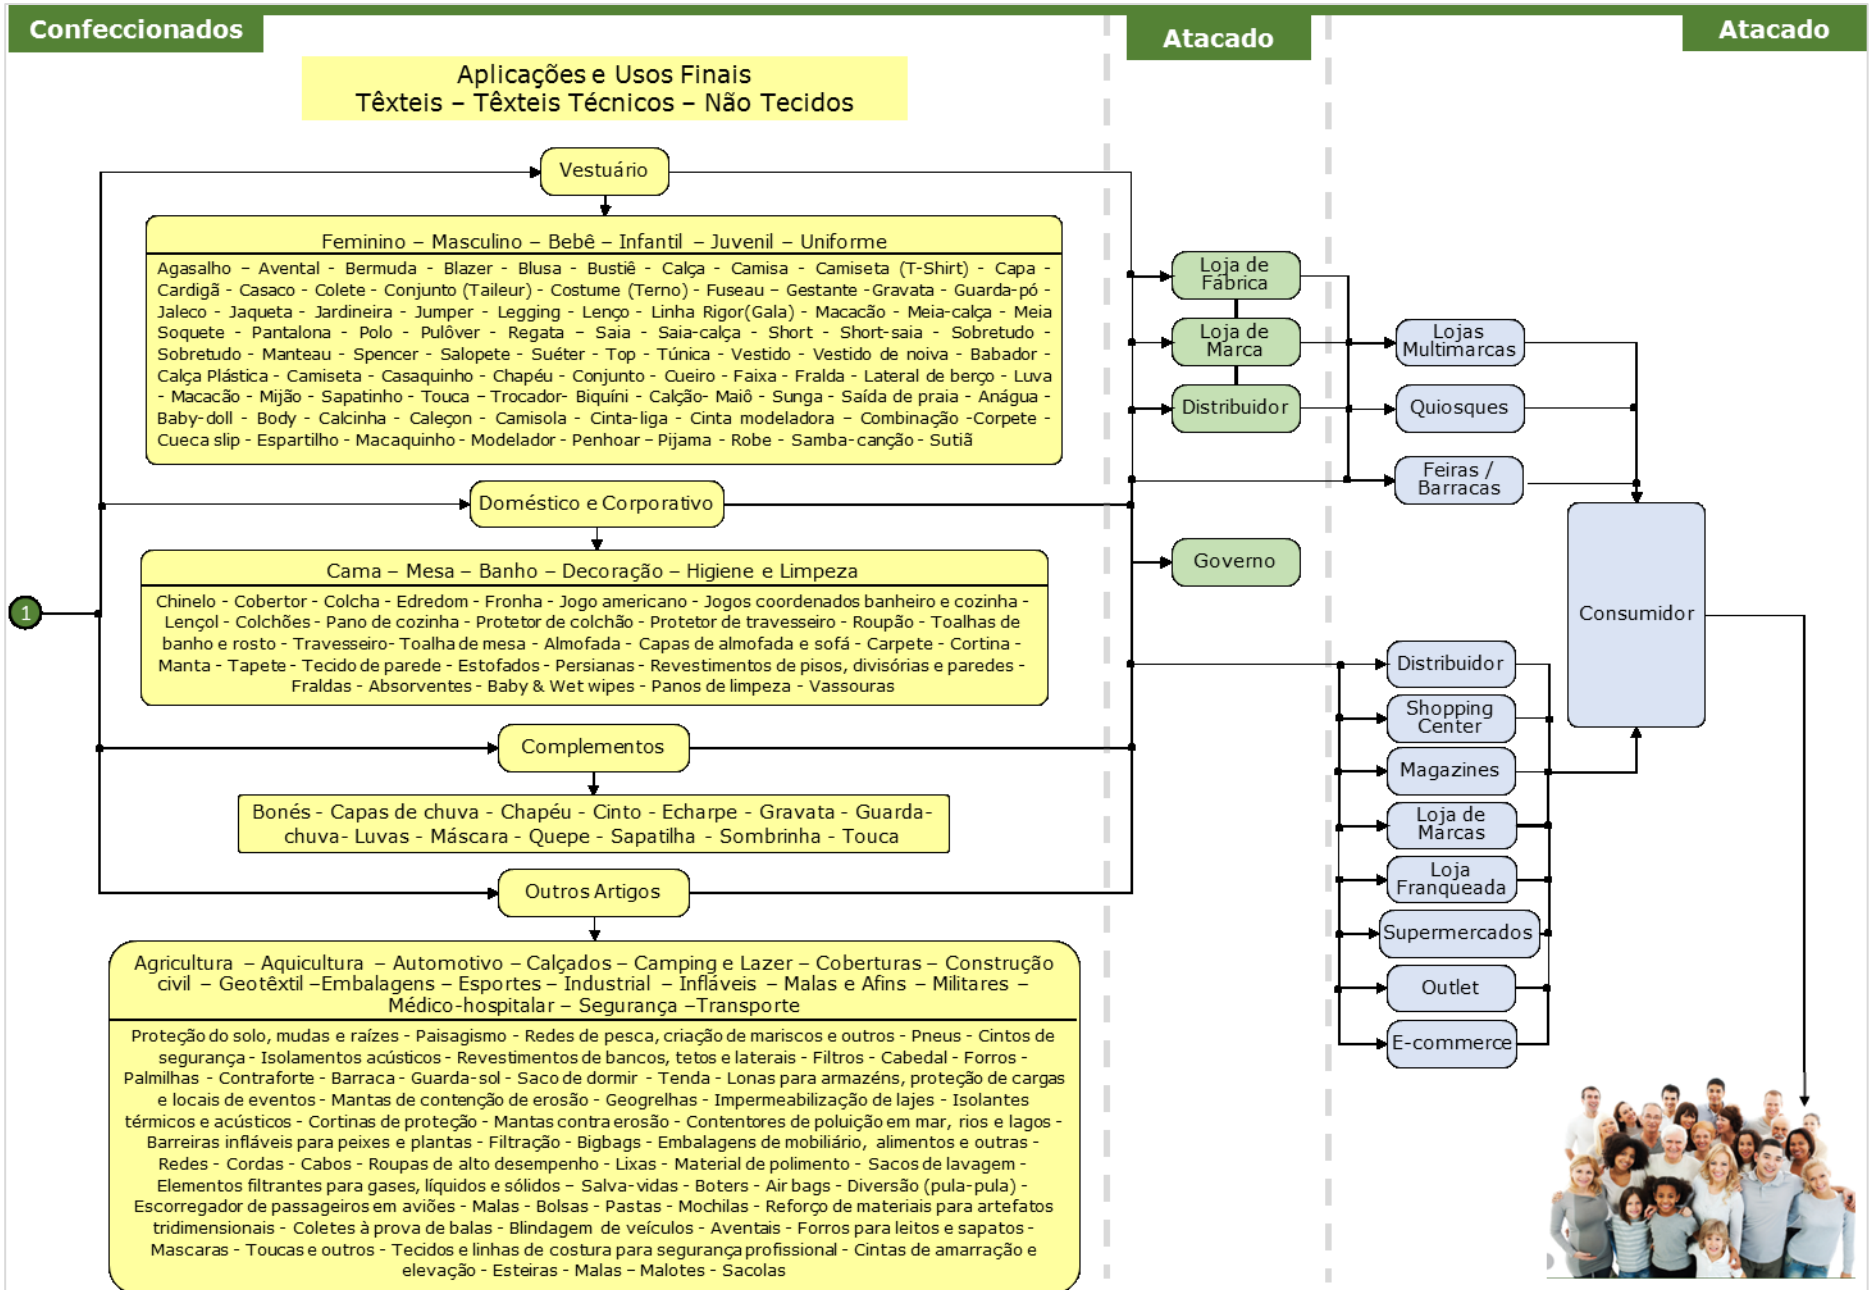 Confeccionados
Atacado
Atacado
Aplicações e Usos Finais
Têxteis – Têxteis Técnicos – Não Tecidos
Vestuário
Feminino – Masculino – Bebê – Infantil – Juvenil – Uniforme
Agasalho – Avental - Bermuda - Blazer - Blusa - Bustiê - Calça - Camisa - Camiseta (T-Shirt) - Capa -
Cardigã - Casaco - Colete - Conjunto (Taileur) - Costume (Terno) - Fuseau – Gestante -Gravata - Guarda-pó -
Jaleco - Jaqueta - Jardineira - Jumper - Legging - Lenço - Linha Rigor(Gala) - Macacão - Meia-calça - Meia
Soquete - Pantalona - Polo - Pulôver - Regata - Saia - Saia-calça - Short - Short-saia - Sobretudo -
Sobretudo - Manteau - Spencer - Salopete - Suéter - Top - Túnica - Vestido - Vestido de noiva - Babador -
Calça Plástica - Camiseta - Casaquinho - Chapéu - Conjunto - Cueiro - Faixa - Fralda - Lateral de berço - Luva
- Macacão - Mijão - Sapatinho - Touca –Trocador- Biquíni - Calção- Maiô - Sunga - Saída de praia - Anágua -
Baby-doll - Body - Calcinha - Caleçon - Camisola - Cinta-liga - Cinta modeladora – Combinação -Corpete -
Cueca slip - Espartilho - Macaquinho - Modelador - Penhoar – Pijama - Robe - Samba-canção - Sutiã
Doméstico e Corporativo
Cama – Mesa – Banho – Decoração – Higiene e Limpeza
Chinelo - Cobertor - Colcha - Edredom - Fronha - Jogo americano - Jogos coordenados banheiro e cozinha -
Lençol - Colchões - Pano de cozinha - Protetor de colchão - Protetor de travesseiro - Roupão - Toalhas de
banho e rosto - Travesseiro- Toalha de mesa - Almofada - Capas de almofada e sofá - Carpete - Cortina -
Manta - Tapete - Tecido de parede - Estofados - Persianas - Revestimentos de pisos, divisórias e paredes -
Fraldas - Absorventes - Baby & Wet wipes - Panos de limpeza - Vassouras
1
Complementos
Bonés - Capas de chuva - Chapéu - Cinto - Echarpe - Gravata - Guarda-
chuva- Luvas - Máscara - Quepe - Sapatilha - Sombrinha - Touca
Outros Artigos
Agricultura – Aquicultura – Automotivo – Calçados – Camping e Lazer – Coberturas – Construção
civil – Geotêxtil –Embalagens – Esportes – Industrial – Infláveis – Malas e Afins – Militares –
Médico-hospitalar – Segurança –Transporte
Proteção do solo, mudas e raízes - Paisagismo - Redes de pesca, criação de mariscos e outros - Pneus - Cintos de
segurança - Isolamentos acústicos - Revestimentos de bancos, tetos e laterais - Filtros - Cabedal - Forros -
Palmilhas - Contraforte - Barraca - Guarda-sol - Saco de dormir - Tenda - Lonas para armazéns, proteção de cargas
e locais de eventos - Mantas de contenção de erosão - Geogrelhas - Impermeabilização de lajes - Isolantes
térmicos e acústicos - Cortinas de proteção - Mantas contra erosão - Contentores de poluição em mar, rios e lagos -
Barreiras infláveis para peixes e plantas - Filtração - Bigbags - Embalagens de mobiliário, alimentos e outras -
Redes - Cordas - Cabos - Roupas de alto desempenho - Lixas - Material de polimento - Sacos de lavagem -
Elementos filtrantes para gases, líquidos e sólidos – Salva-vidas - Boters - Air bags - Diversão (pula-pula) -
Escorregador de passageiros em aviões - Malas - Bolsas - Pastas - Mochilas - Reforço de materiais para artefatos
tridimensionais - Coletes à prova de balas - Blindagem de veículos - Aventais - Forros para leitos e sapatos -
Mascaras - Toucas e outros - Tecidos e linhas de costura para segurança profissional - Cintas de amarração e
elevação - Esteiras - Malas – Malotes - Sacolas
Loja de
Fábrica
Loja de
Marca
Distribuidor
Governo
Lojas
Multimarcas
Quiosques
Feiras /
Barracas
Distribuidor
Shopping
Center
Magazines
Loja de
Marcas
Loja
Franqueada
Supermercados
Outlet
E-commerce
Consumidor